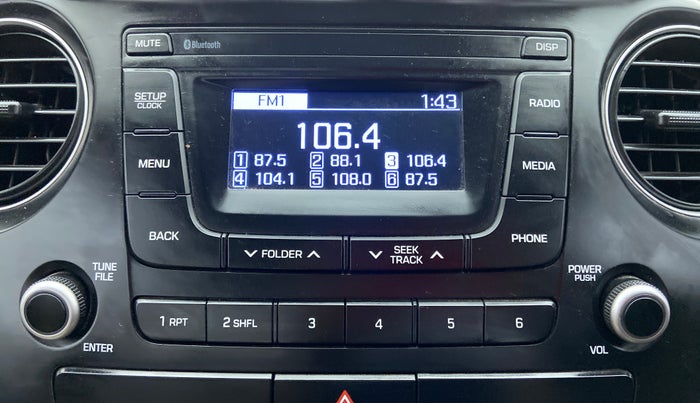 MUTE
Bluetooth
DISP
SETUP
CLOCK
FM1 1:43
RADIO
106.4
MENU
1 87.5 2 88.1 3 106.4
4 104.1 5 108.0 6 87.5
MEDIA
BACK
FOLDER
SEEK
TRACK
PHONE
TUNE
FILE
POWER
PUSH
1 RPT 2 SHFL 3 4 5 6
ENTER
VOL